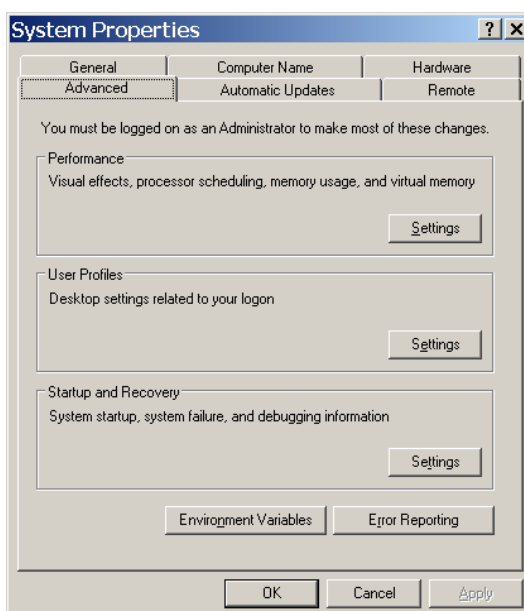 System Properties
General Computer Name Hardware
Advanced Automatic Updates Remote
You must be logged on as an Administrator to make most of these changes.
Performance
Visual effects, processor scheduling, memory usage, and virtual memory
Settings
User Profiles
Desktop settings related to your logon
Settings
Startup and Recovery
System startup, system failure, and debugging information
Settings
Environment Variables Error Reporting
OK Cancel Apply